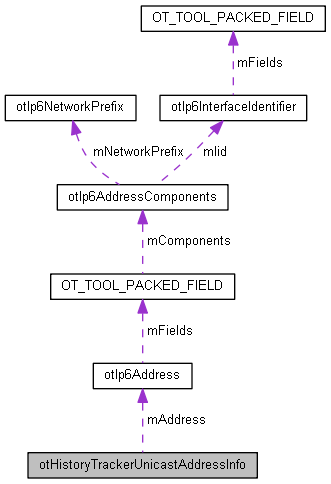 OT_TOOL_PACKED_FIELD
mFields
otIp6NetworkPrefix
otIp6InterfaceIdentifier
mNetworkPrefix
mIid
otIp6AddressComponents
mComponents
OT_TOOL_PACKED_FIELD
mFields
otIp6Address
mAddress
otHistoryTrackerUnicastAddressInfo